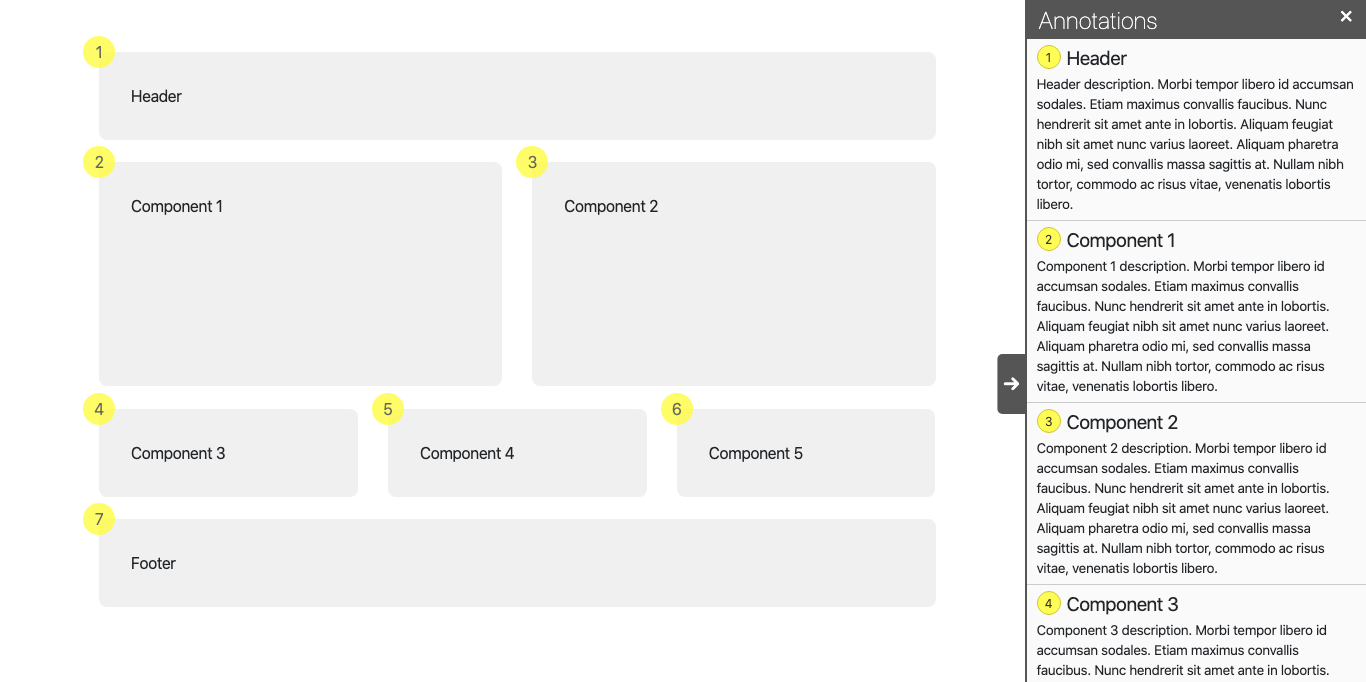 1
Header
2
Component 1
3
Component 2
4
Component 3
5
Component 4
6
Component 5
7
Footer
Annotations
1 Header
Header description. Morbi tempor libero id accumsan
sodales. Etiam maximus convallis faucibus. Nunc
hendrerit sit amet ante in lobortis. Aliquam feugiat
nibh sit amet nunc varius laoreet. Aliquam pharetra
odio mi, sed convallis massa sagittis at. Nullam nibh
tortor, commodo ac risus vitae, venenatis lobortis
libero.
2 Component 1
Component 1 description. Morbi tempor libero id
accumsan sodales. Etiam maximus convallis
faucibus. Nunc hendrerit sit amet ante in lobortis.
Aliquam feugiat nibh sit amet nunc varius laoreet.
Aliquam pharetra odio mi, sed convallis massa
sagittis at. Nullam nibh tortor, commodo ac risus
vitae, venenatis lobortis libero.
3 Component 2
Component 2 description. Morbi tempor libero id
accumsan sodales. Etiam maximus convallis
faucibus. Nunc hendrerit sit amet ante in lobortis.
Aliquam feugiat nibh sit amet nunc varius laoreet.
Aliquam pharetra odio mi, sed convallis massa
sagittis at. Nullam nibh tortor, commodo ac risus
vitae, venenatis lobortis libero.
4 Component 3
Component 3 description. Morbi tempor libero id
accumsan sodales. Etiam maximus convallis
faucibus. Nunc hendrerit sit amet ante in lobortis.